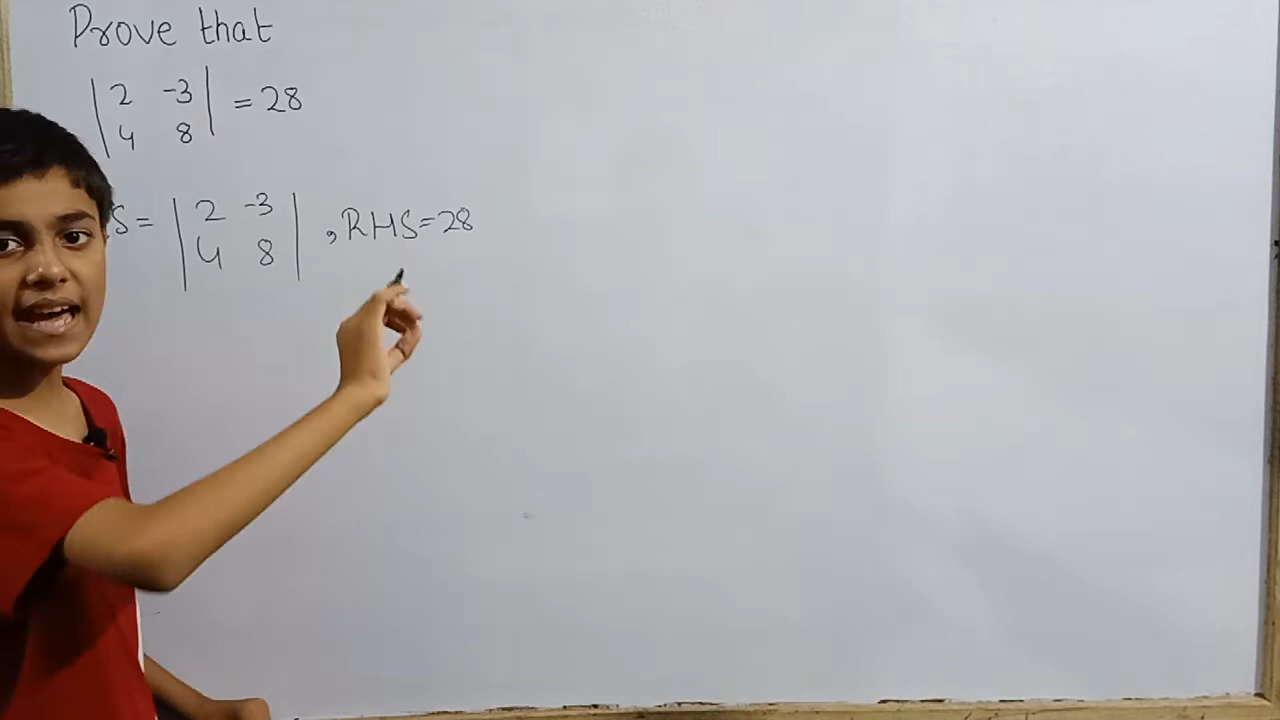 Prove that
| 2 -3 | = 28
| 4 8 |
S = | 2 -3 | , RHS = 28
| 4 8 |